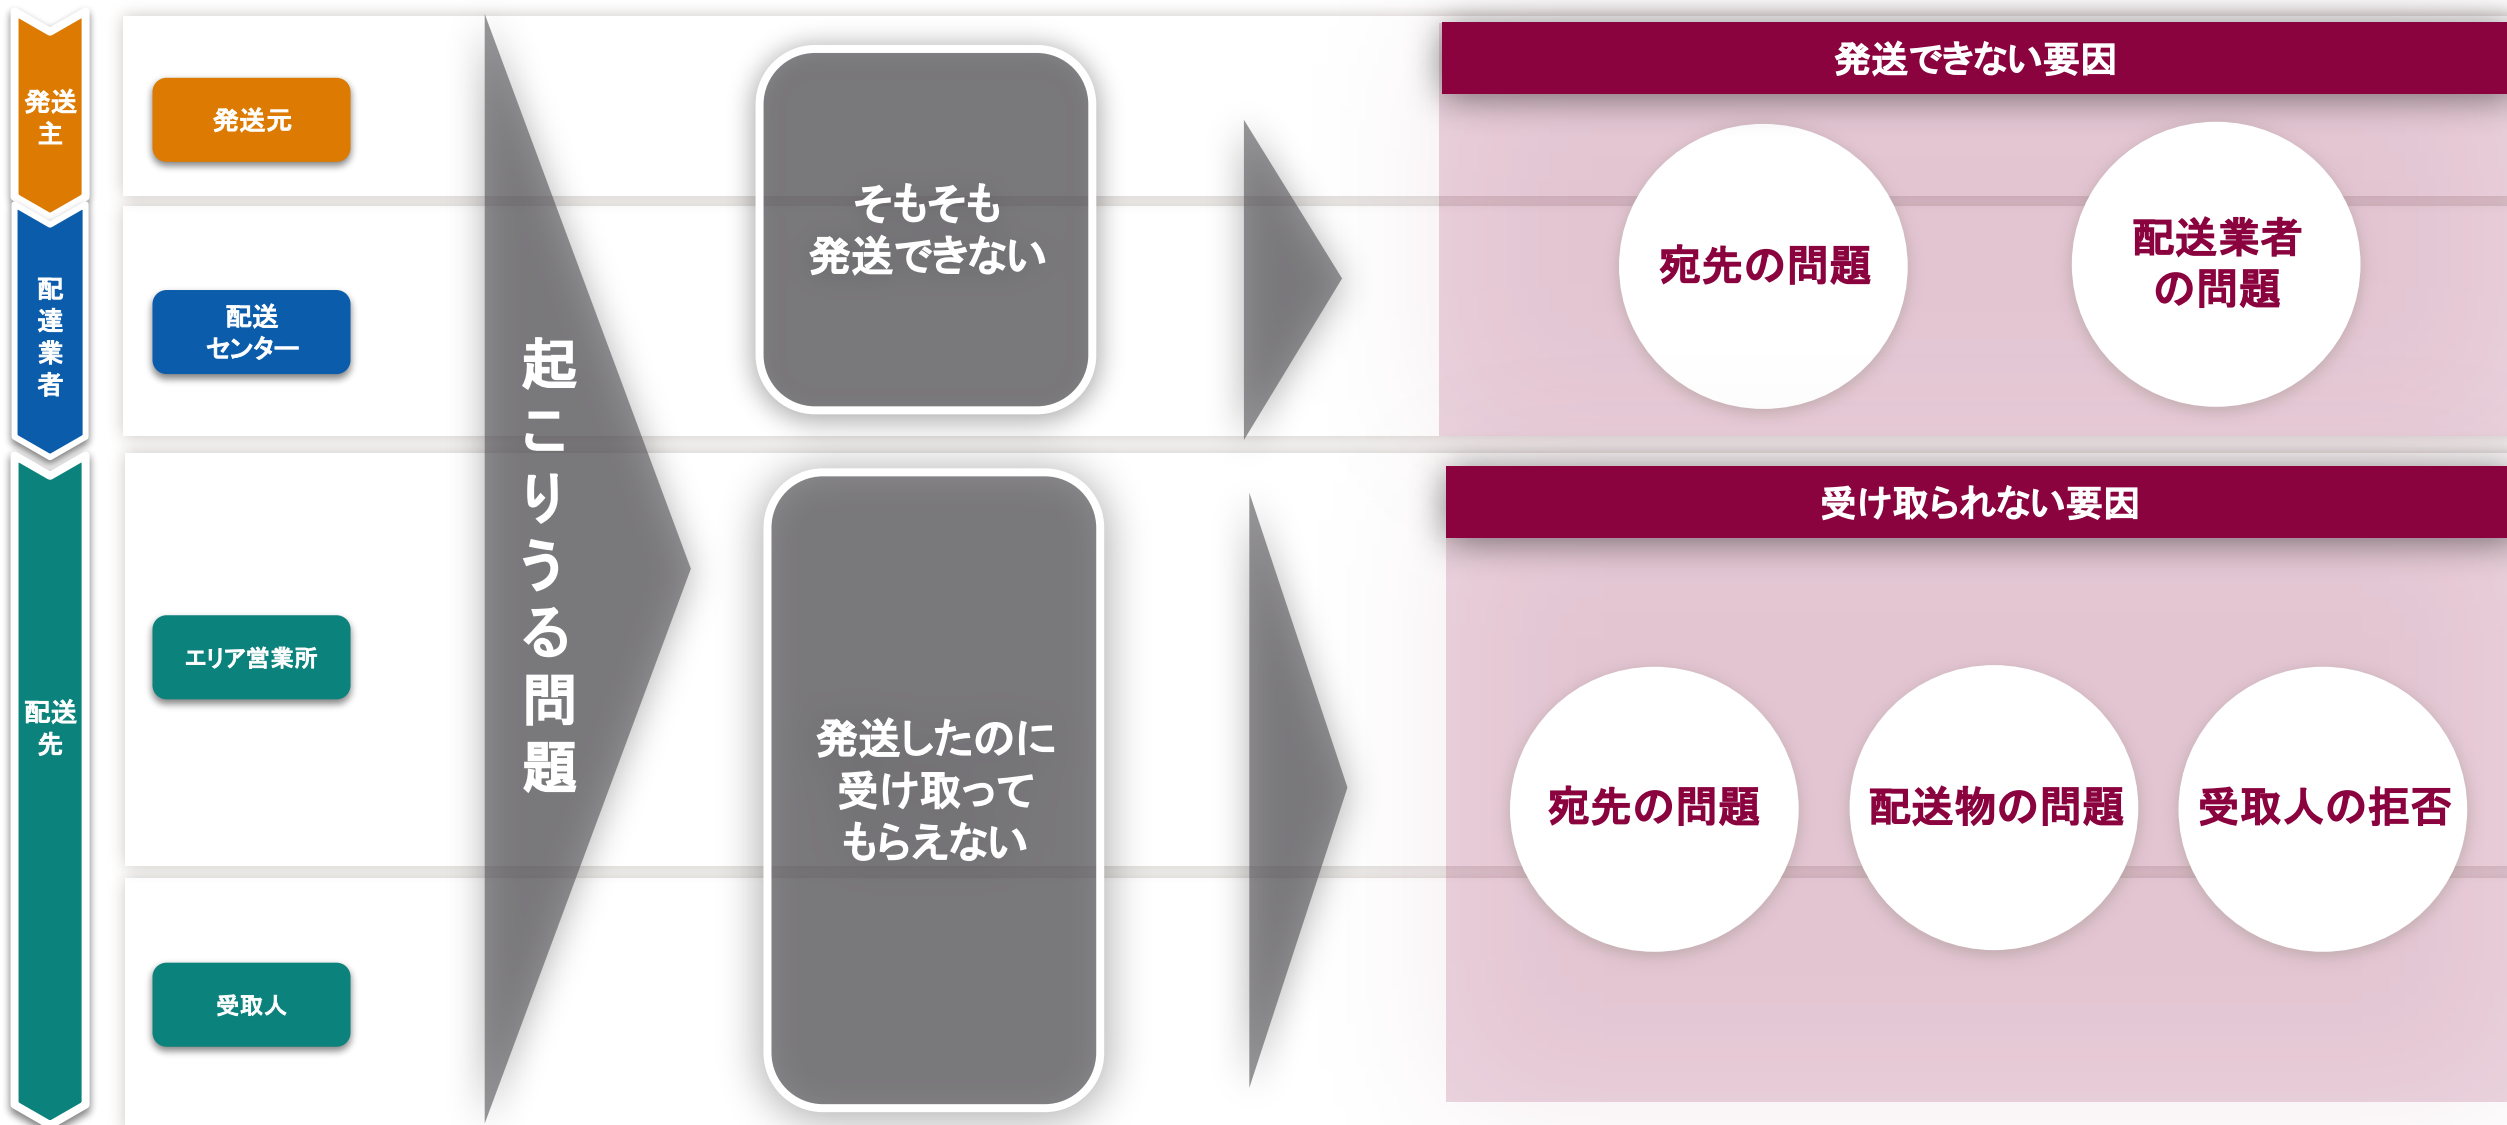 発送
主
発送元
配
達
業
者
配送
センター
配送
先
エリア営業所
受取人
起こりうる問題
そもそも
発送できない
発送したのに
受け取って
もらえない
発送できない要因
宛先の問題
配送業者
の問題
受け取られない要因
宛先の問題
配送物の問題
受取人の拒否